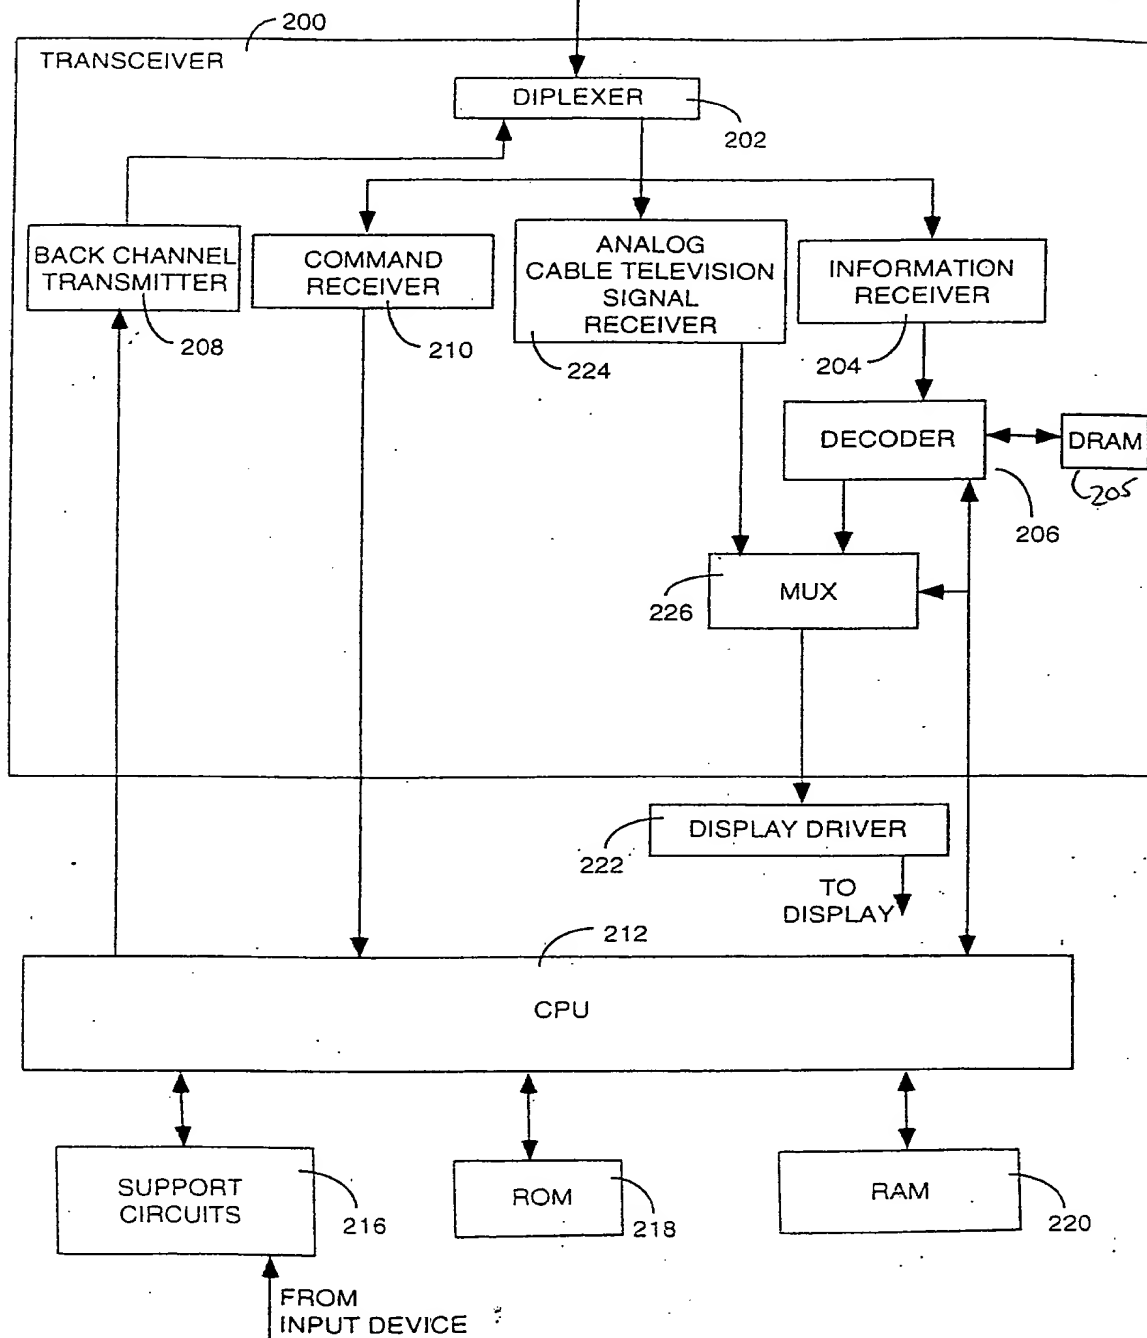 200
TRANSCEIVER
DIPLEXER
202
BACK CHANNEL
TRANSMITTER
208
COMMAND
RECEIVER
210
ANALOG
CABLE TELEVISION
SIGNAL
RECEIVER
224
INFORMATION
RECEIVER
204
DECODER
206
DRAM
205
MUX
226
DISPLAY DRIVER
222
TO
DISPLAY
212
CPU
SUPPORT
CIRCUITS
216
ROM
218
RAM
220
FROM
INPUT DEVICE